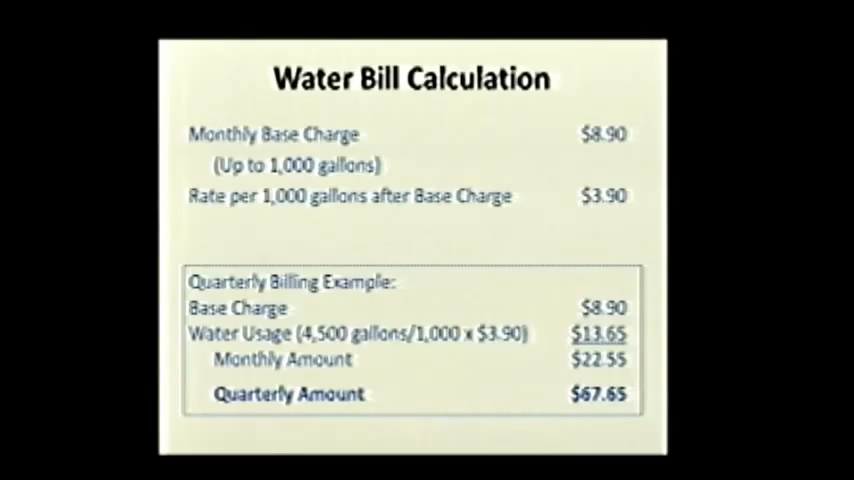 Water Bill Calculation
Monthly Base Charge $8.90
(Up to 1,000 gallons)
Rate per 1,000 gallons after Base Charge $3.90
Quarterly Billing Example:
Base Charge $8.90
Water Usage (4,500 gallons/1,000 x $3.90) $13.65
Monthly Amount $22.55
Quarterly Amount $67.65